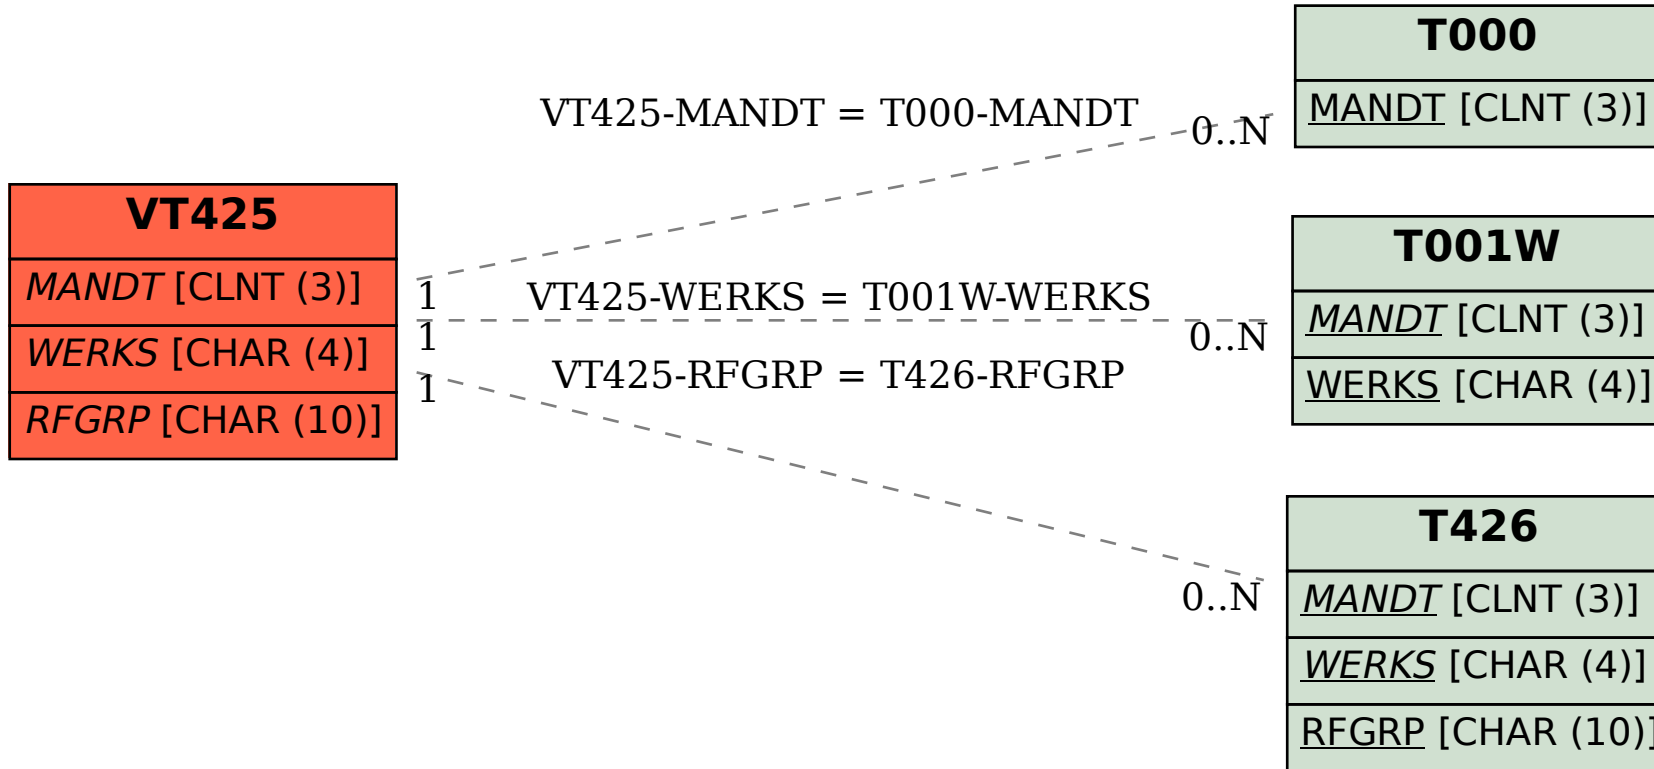 T000
MANDT [CLNT (3)]
VT425-MANDT = T000-MANDT
0..N
VT425
MANDT [CLNT (3)]
WERKS [CHAR (4)]
RFGRP [CHAR (10)]
1
1
1
VT425-WERKS = T001W-WERKS
0..N
VT425-RFGRP = T426-RFGRP
0..N
T001W
MANDT [CLNT (3)]
WERKS [CHAR (4)]
T426
MANDT [CLNT (3)]
WERKS [CHAR (4)]
RFGRP [CHAR (10)]